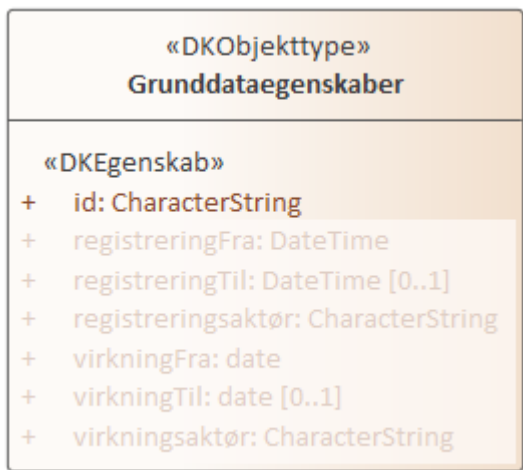 «DKObjekttype»
Grunddataegenskaber
«DKEgenskab»
+ id: CharacterString
+ registreringFra: DateTime
+ registreringTil: DateTime [0..1]
+ registreringsaktør: CharacterString
+ virkningFra: date
+ virkningTil: date [0..1]
+ virkningsaktør: CharacterString